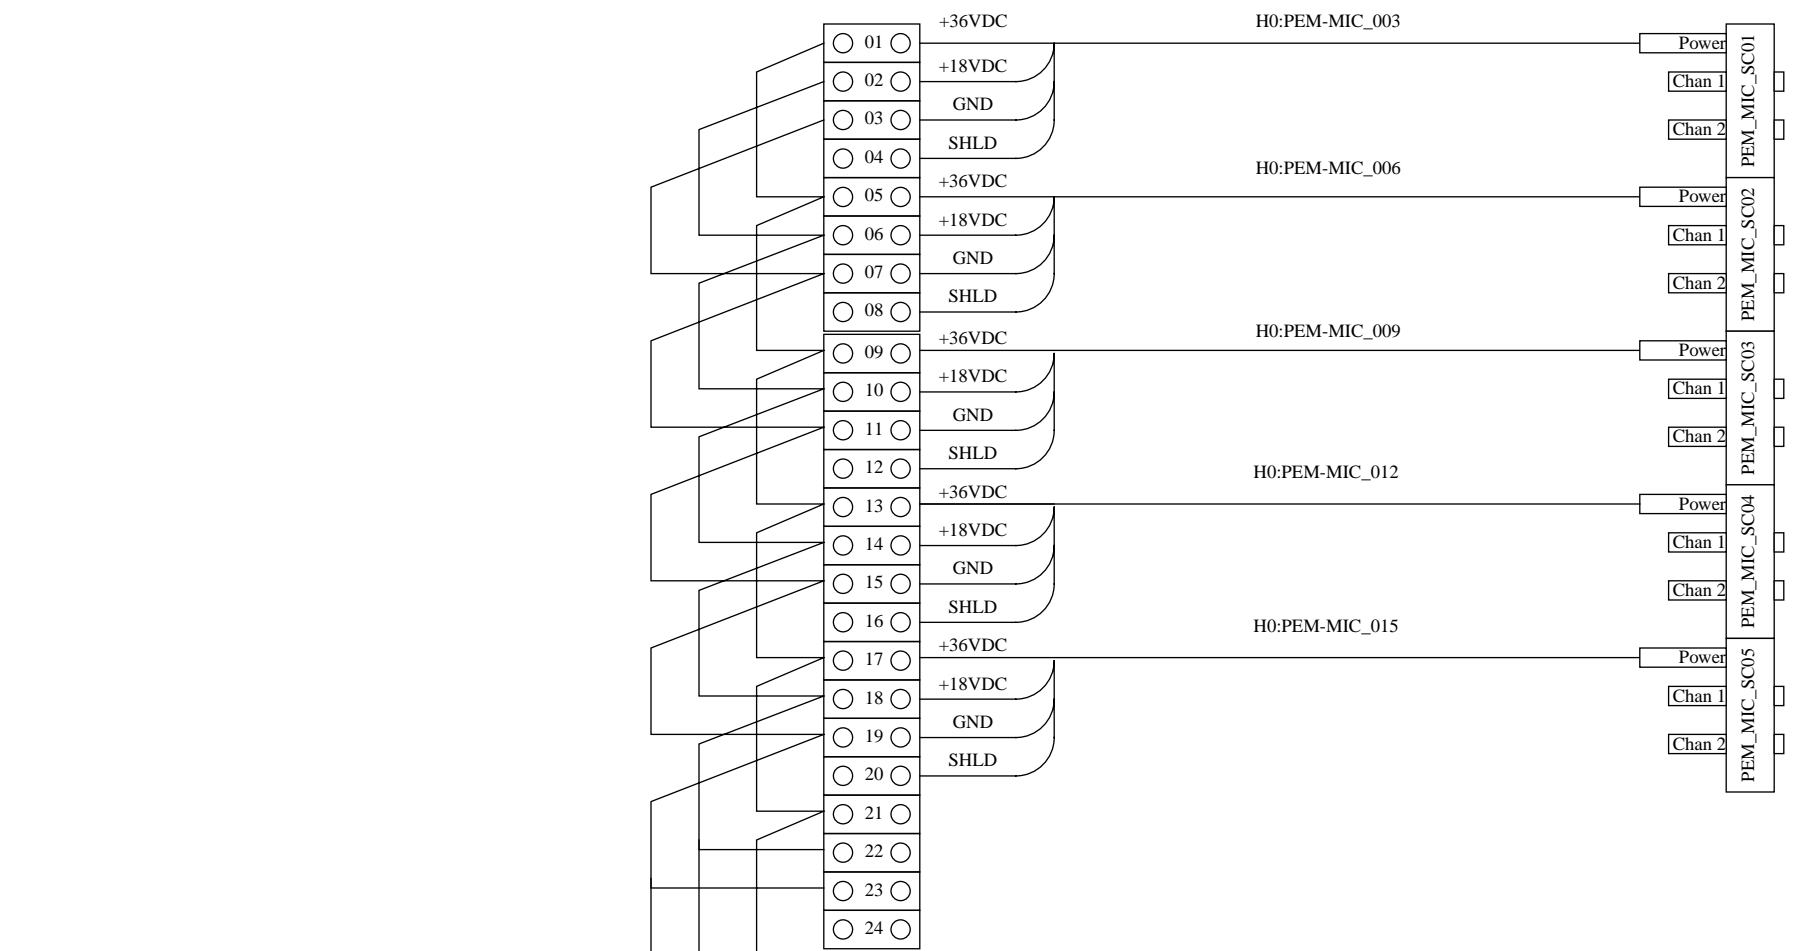 +36VDC H0:PEM-MIC_003
01 Power
+18VDC
02 Chan 1
GND
03 Chan 2
SHLD
04
PEM_MIC_SC01
+36VDC H0:PEM-MIC_006
05 Power
+18VDC
06 Chan 1
GND
07 Chan 2
SHLD
08
PEM_MIC_SC02
+36VDC H0:PEM-MIC_009
09 Power
+18VDC
10 Chan 1
GND
11 Chan 2
SHLD
12
PEM_MIC_SC03
+36VDC H0:PEM-MIC_012
13 Power
+18VDC
14 Chan 1
GND
15 Chan 2
SHLD
16
PEM_MIC_SC04
+36VDC H0:PEM-MIC_015
17 Power
+18VDC
18 Chan 1
GND
19 Chan 2
SHLD
20
PEM_MIC_SC05
21
22
23
24